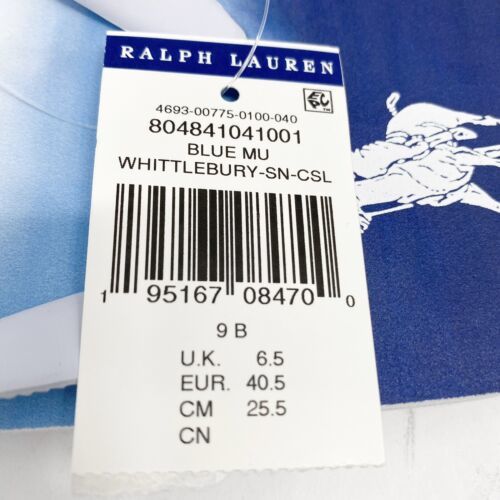 RALPH LAUREN
EPC™
4693-00775-0100-040
804841041001
BLUE MU
WHITTLEBURY-SN-CSL
1 95167 08470 0
9 B
U.K. 6.5
EUR. 40.5
CM 25.5
CN